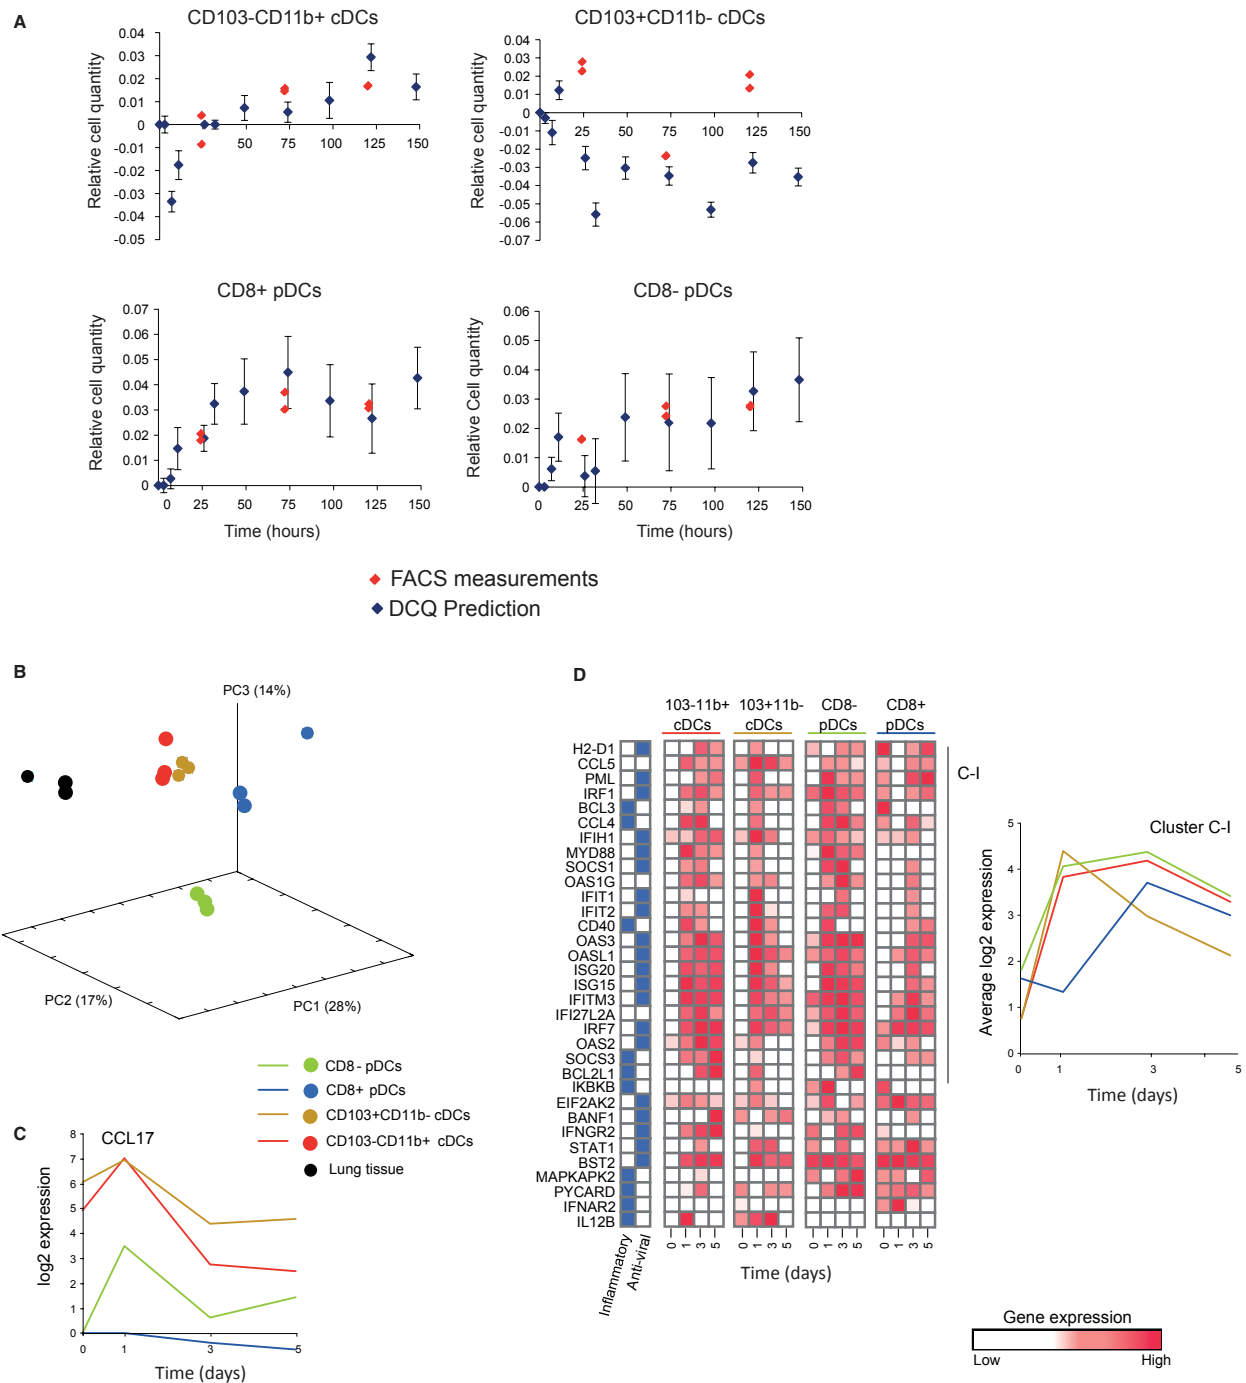 A
CD103-CD11b+ cDCs
Relative cell quantity
0.04
0.03
0.02
0.01
0
-0.01
-0.02
-0.03
-0.04
-0.05
25
50
75
100
125
150
CD103+CD11b- cDCs
Relative cell quantity
0.04
0.03
0.02
0.01
0
-0.01
-0.02
-0.03
-0.04
-0.05
-0.06
-0.07
25
50
75
100
125
150
CD8+ pDCs
Relative cell quantity
0.07
0.06
0.05
0.04
0.03
0.02
0.01
0
0
25
50
75
100
125
150
Time (hours)
CD8- pDCs
Relative Cell quantity
0.06
0.05
0.04
0.03
0.02
0.01
0
0
25
50
75
100
125
150
Time (hours)
FACS measurements
DCQ Prediction
B
PC3 (14%)
PC2 (17%)
PC1 (28%)
CD8- pDCs
CD8+ pDCs
CD103+CD11b- cDCs
CD103-CD11b+ cDCs
Lung tissue
C
CCL17
log2 expression
8
7
6
5
4
3
2
1
0
0
1
3
5
Time (days)
D
103-11b+ cDCs
103+11b- cDCs
CD8- pDCs
CD8+ pDCs
H2-D1
CCL5
PML
IRF1
BCL3
CCL4
IFIH1
MYD88
SOCS1
OAS1G
IFIT1
IFIT2
CD40
OAS3
OASL1
ISG20
ISG15
IFITM3
IFI27L2A
IRF7
OAS2
SOCS3
BCL2L1
IKBKB
EIF2AK2
BANF1
IFNGR2
STAT1
BST2
MAPKAPK2
PYCARD
IFNAR2
IL12B
Inflammatory
Anti-viral
0 1 3 5
0 1 3 5
0 1 3 5
0 1 3 5
Time (days)
C-I
Cluster C-I
Average log2 expression
5
4
3
2
1
0
0
1
3
5
Time (days)
Gene expression
Low
High